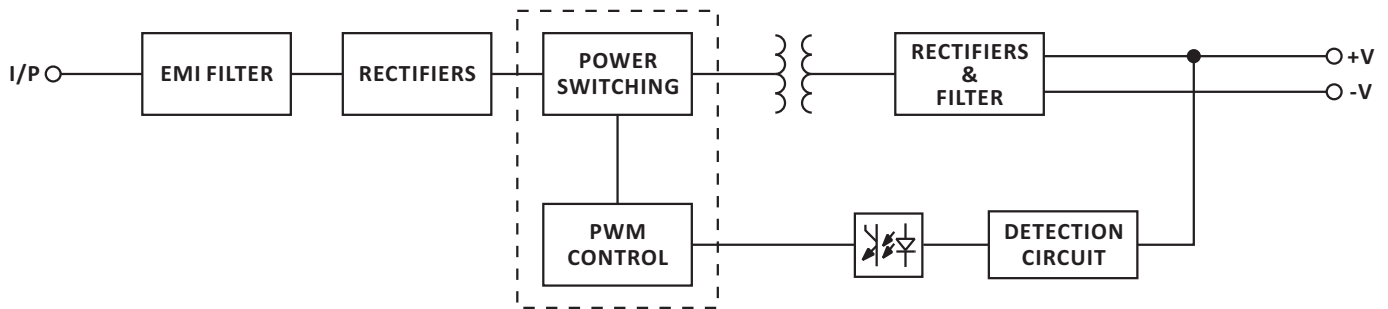 I/P
EMI FILTER
RECTIFIERS
POWER
SWITCHING
RECTIFIERS
&
FILTER
+V
-V
PWM
CONTROL
DETECTION
CIRCUIT